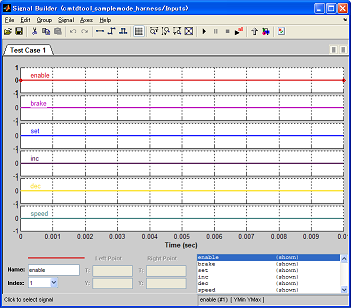 Signal Builder (cmtdtool_samplemode_harness/Inputs)
File Edit Group Signal Axes Help
Test Case 1
1 enable
0
-1 brake
0
-1 set
0
-1 inc
0
-1 dec
0
-1 speed
0
-1
0 0.001 0.002 0.003 0.004 0.005 0.006 0.007 0.008 0.009 0.01
Time (sec)
Left Point Right Point
Name: enable T:
Index: 1 Y:
enable (shown)
brake (shown)
set (shown)
inc (shown)
dec (shown)
speed (shown)
Click to select signal enable (#1) [ YMin YMax ]